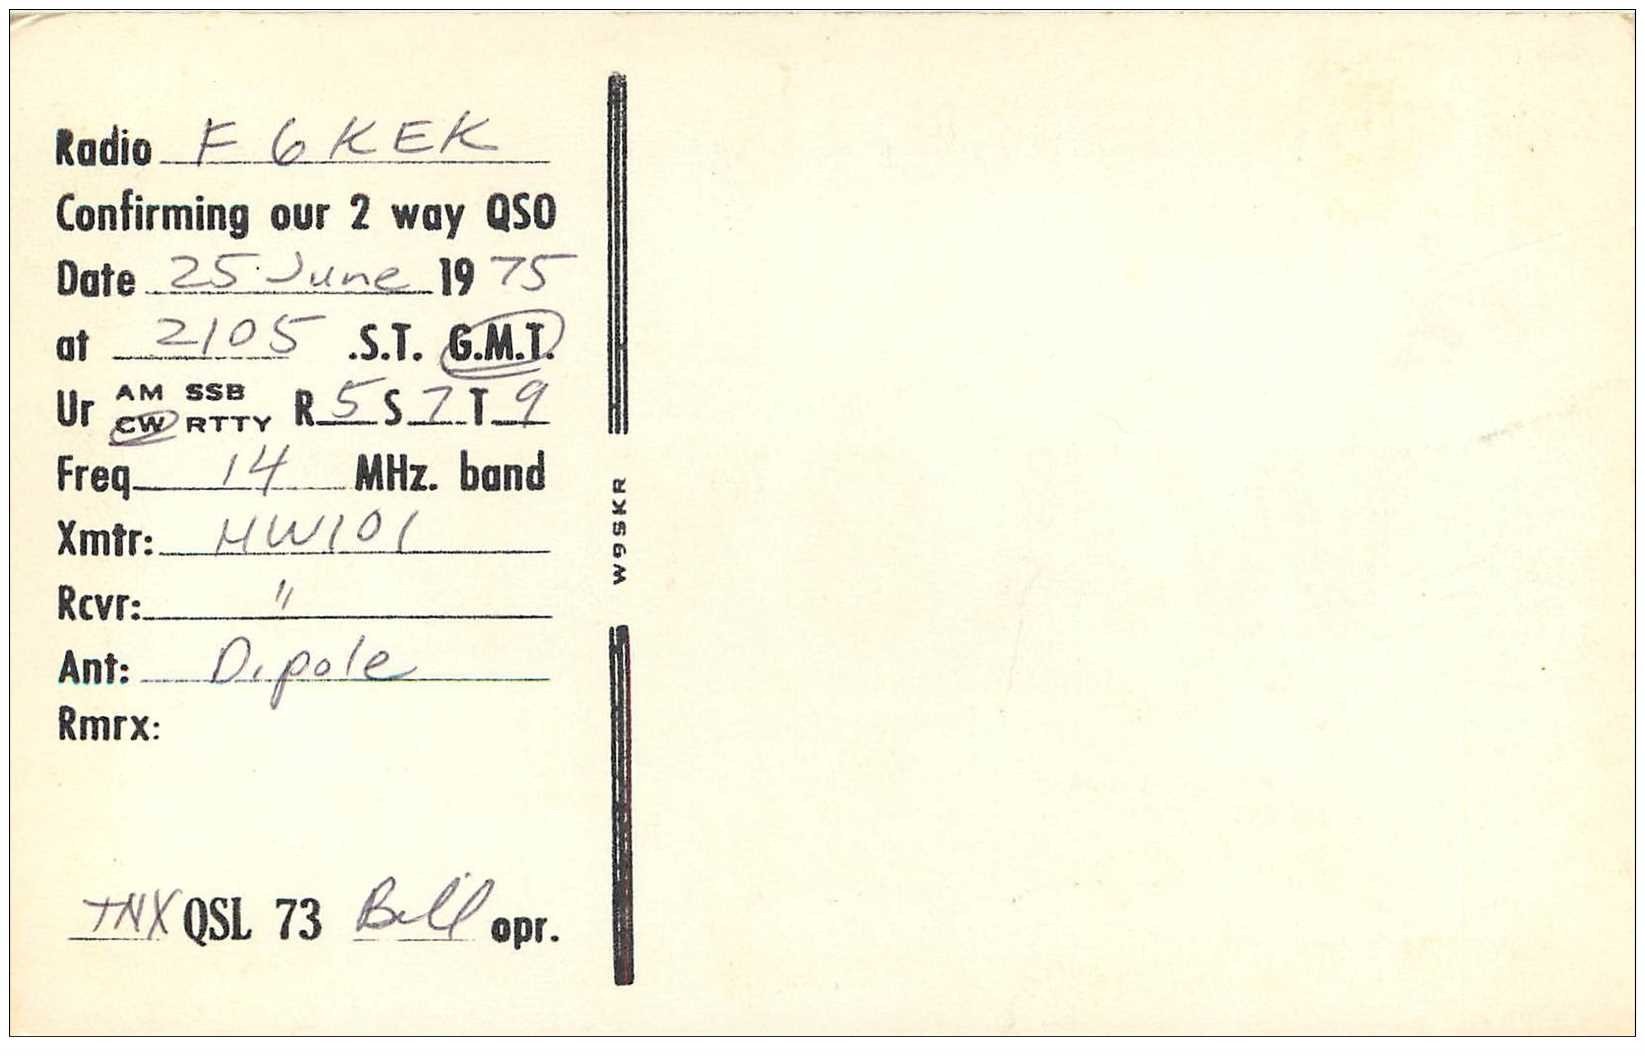 Radio F6KEK
Confirming our 2 way QSO
Date 25 June 1975
at 2105 .S.T. G.M.T.
Ur AM SSB CW RTTY R 5 S 7 T 9
Freq 14 MHz. band
Xmtr: HW101
Rcvr: "
Ant: Dipole
Rmrx:
TNX QSL 73 Bill opr.
W9SKR